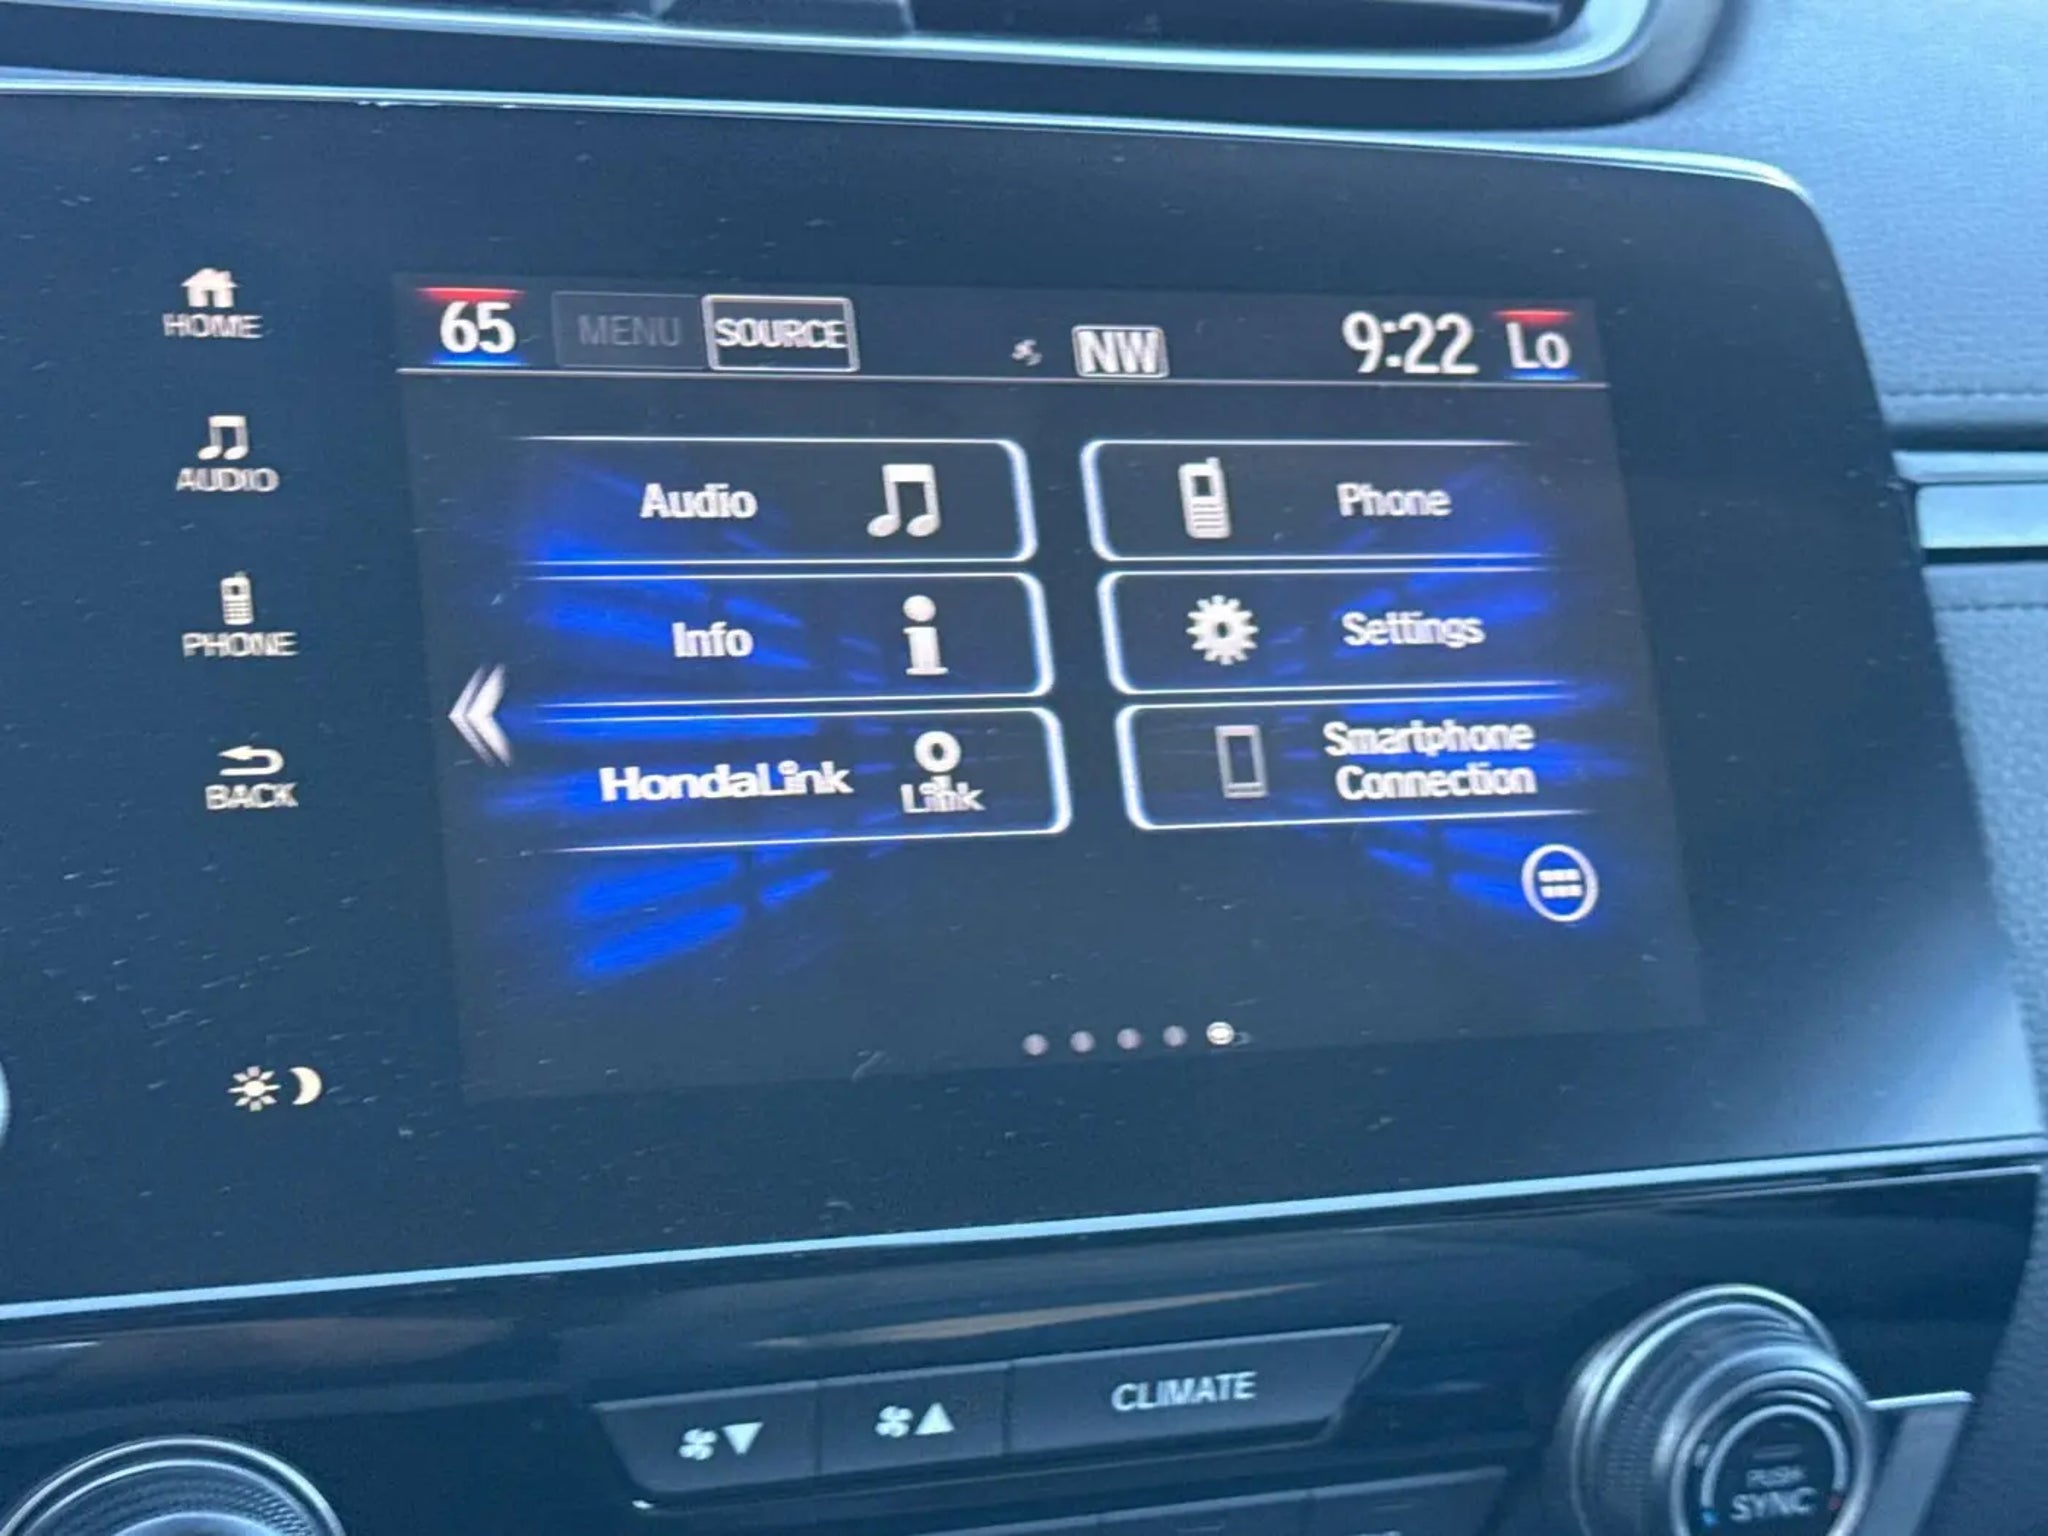 HOME
AUDIO
PHONE
BACK
65 MENU SOURCE NW 9:22 Lo
Audio
Phone
Info
Settings
HondaLink
Link
Smartphone
Connection
CLIMATE
PUSH
SYNC